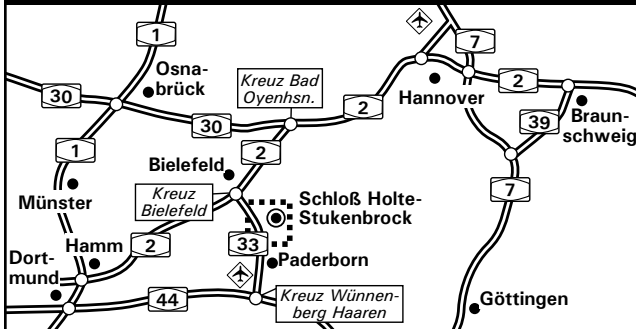 1
7
Osna-
brück
30
Kreuz Bad
Oyenhsn.
2
Hannover
2
30
2
39
Braun-
schweig
1
Bielefeld
2
Münster
Kreuz
Bielefeld
Schloß Holte-
Stukenbrock
7
Hamm
2
33
Dort-
mund
Paderborn
44
Kreuz Wünnen-
berg Haaren
Göttingen